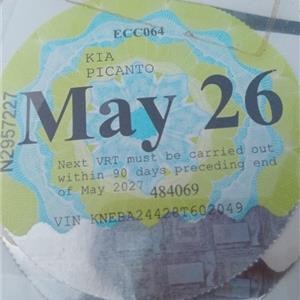 ECC064
KIA
PICANTO
May 26
Next VRT must be carried out
within 90 days preceding end
of May 2027
484069
VIN KNEBA24428T602049
N2957227